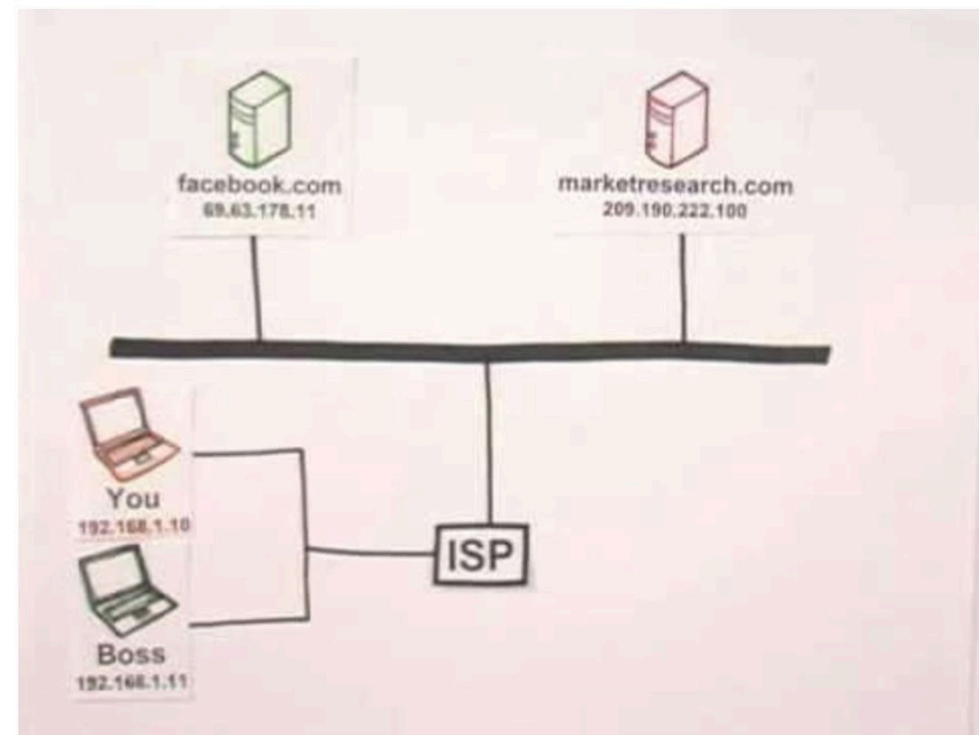 facebook.com
69.63.178.11
marketresearch.com
209.190.222.100
You
192.168.1.10
ISP
Boss
192.168.1.11